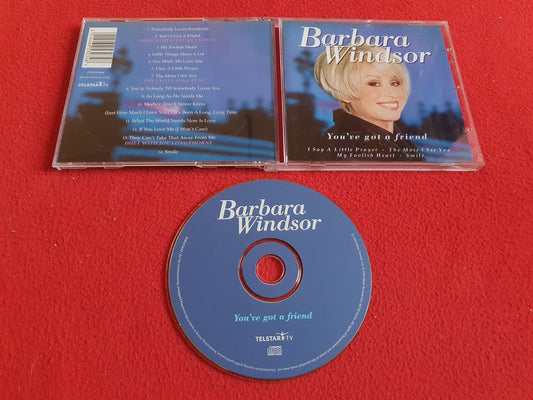 1. Everybody Loves Somebody
2. You've Got A Friend
3. My Foolish Heart
4. Little Things Mean A Lot
5. You Made Me Love You
6. I Say A Little Prayer
7. The More I See You
DUET WITH MIKE REID
8. You're Nobody Till Somebody Loves You
9. As Long As He Needs Me
10. Medley: You'll Never Know
(Just How Much I Love You) - It's Been A Long, Long Time
11. What The World Needs Now Is Love
12. If You Love Me (I Won't Care)
13. They Can't Take That Away From Me
DUET WITH JOE LONGTHORNE
14. Smile
TELSTAR TV
Barbara
Windsor
You've got a friend
I Say A Little Prayer - The More I See You
My Foolish Heart - Smile
Barbara
Windsor
You've got a friend
TELSTAR TV
COMPACT
disc
DIGITAL AUDIO